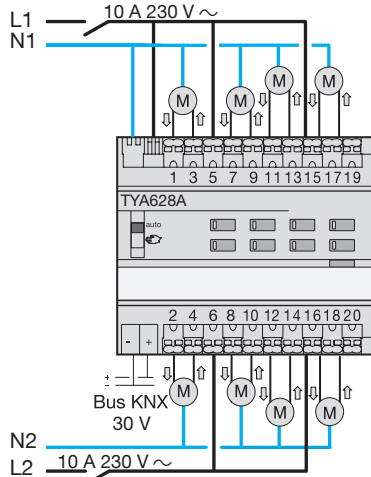 L1 10 A 230 V ~
N1
M M M M
1 3 5 7 9 11 13 15 17 19
TYA628A
auto
2 4 6 8 10 12 14 16 18 20
- +
Bus KNX
30 V
M M M M
N2
L2 10 A 230 V ~